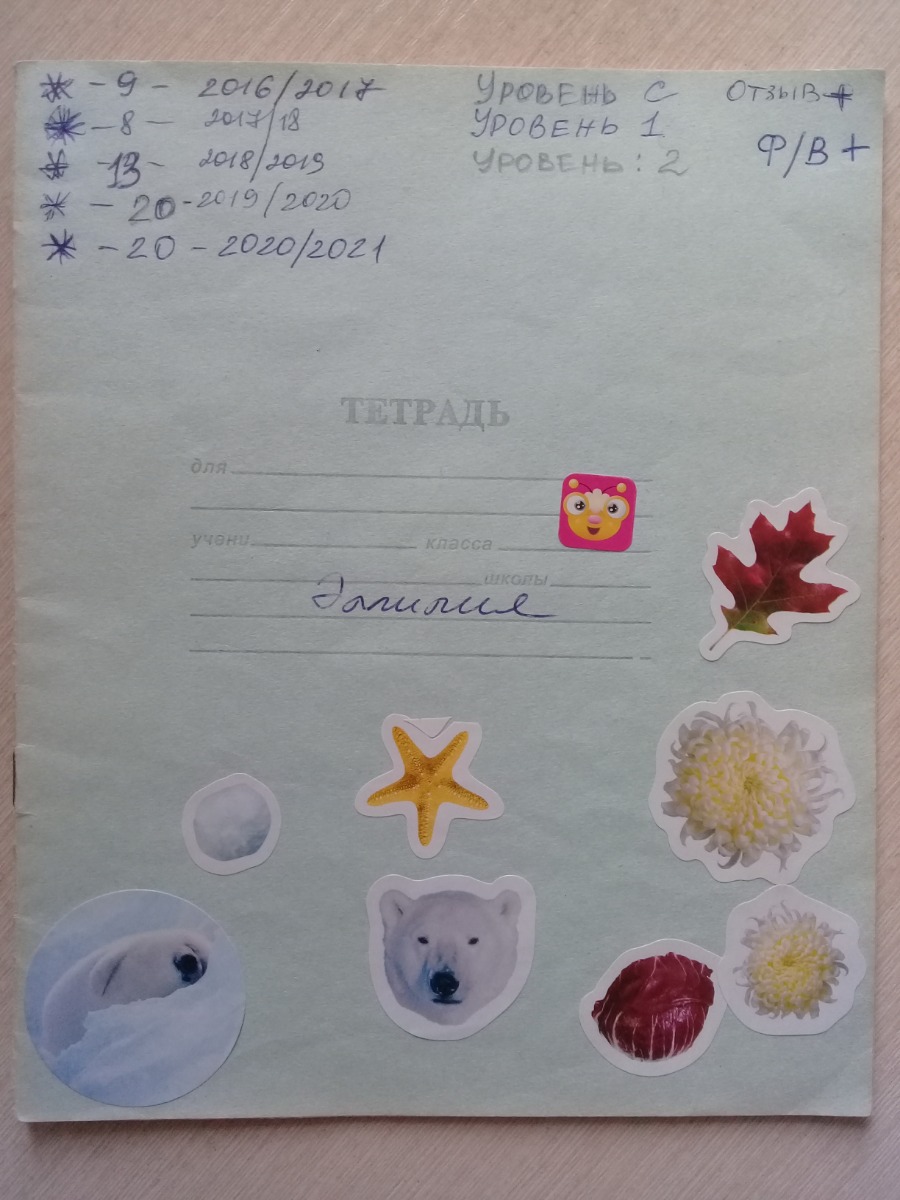 * - 9 - 2016/2017
* - 8 - 2017/18
* - 13 - 2018/2019
* - 20 - 2019/2020
* - 20 - 2020/2021
УРОВЕНЬ С
УРОВЕНЬ 1
УРОВЕНЬ: 2
ОТЗЫВ +
Ф/В +
ТЕТРАДЬ
для
учени
класса
школы
Эмилия